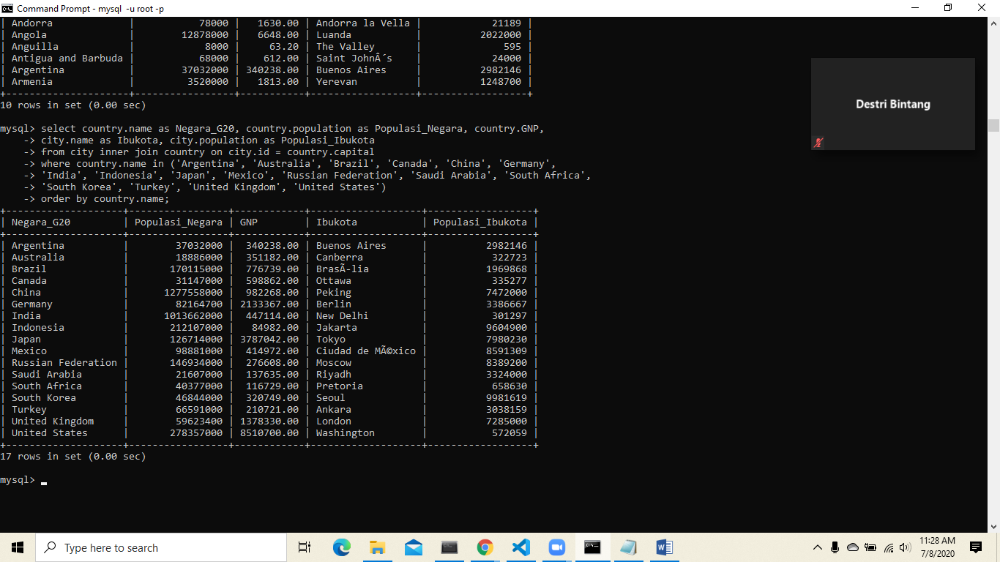 Command Prompt - mysql -u root -p
| Andorra | 78000 | 1630.00 | Andorra la Vella | 21189 |
| Angola | 12878000 | 6648.00 | Luanda | 2022000 |
| Anguilla | 8000 | 63.20 | The Valley | 595 |
| Antigua and Barbuda | 68000 | 612.00 | Saint JohnÂ´s | 24000 |
| Argentina | 37032000 | 340238.00 | Buenos Aires | 2982146 |
| Armenia | 3520000 | 1813.00 | Yerevan | 1248700 |
+---------------------+-----------------+-----------+------------------+------------------+
10 rows in set (0.00 sec)
mysql> select country.name as Negara_G20, country.population as Populasi_Negara, country.GNP,
-> city.name as Ibukota, city.population as Populasi_Ibukota
-> from city inner join country on city.id = country.capital
-> where country.name in ('Argentina', 'Australia', 'Brazil', 'Canada', 'China', 'Germany',
-> 'India', 'Indonesia', 'Japan', 'Mexico', 'Russian Federation', 'Saudi Arabia', 'South Africa',
-> 'South Korea', 'Turkey', 'United Kingdom', 'United States')
-> order by country.name;
+--------------------+-----------------+------------+-------------------+------------------+
| Negara_G20 | Populasi_Negara | GNP | Ibukota | Populasi_Ibukota |
+--------------------+-----------------+------------+-------------------+------------------+
| Argentina | 37032000 | 340238.00 | Buenos Aires | 2982146 |
| Australia | 18886000 | 351182.00 | Canberra | 322723 |
| Brazil | 170115000 | 776739.00 | BrasÃ-lia | 1969868 |
| Canada | 31147000 | 598862.00 | Ottawa | 335277 |
| China | 1277558000 | 982268.00 | Peking | 7472000 |
| Germany | 82164700 | 2133367.00 | Berlin | 3386667 |
| India | 1013662000 | 447114.00 | New Delhi | 301297 |
| Indonesia | 212107000 | 84982.00 | Jakarta | 9604900 |
| Japan | 126714000 | 3787042.00 | Tokyo | 7980230 |
| Mexico | 98881000 | 414972.00 | Ciudad de MÃ©xico | 8591309 |
| Russian Federation | 146934000 | 276608.00 | Moscow | 8389200 |
| Saudi Arabia | 21607000 | 137635.00 | Riyadh | 3324000 |
| South Africa | 40377000 | 116729.00 | Pretoria | 658630 |
| South Korea | 46844000 | 320749.00 | Seoul | 9981619 |
| Turkey | 66591000 | 210721.00 | Ankara | 3038159 |
| United Kingdom | 59623400 | 1378330.00 | London | 7285000 |
| United States | 278357000 | 8510700.00 | Washington | 572059 |
+--------------------+-----------------+------------+-------------------+------------------+
17 rows in set (0.00 sec)
mysql>
Destri Bintang
Type here to search
11:28 AM
7/8/2020